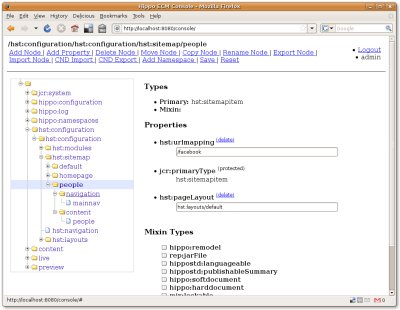 Hippo ECM Console - Mozilla Firefox
File Edit View History Delicious Bookmarks Tools Tab Help
http://localhost:8080/console/
Google
/hst:configuration/hst:configuration/hst:sitemap/people
Add Node | Add Property | Delete Node | Move Node | Copy Node | Rename Node | Export Node |
Import Node | CND Import | CND Export | Add Namespace | Save | Reset
Logout
admin
jcr:system
hippo:configuration
hippo:log
hippo:namespaces
hst:configuration
hst:configuration
hst:modules
hst:sitemap
default
homepage
people
navigation
mainnav
content
people
hst:navigation
hst:layouts
content
live
preview
Types
Primary: hst:sitemapitem
Mixin:
Properties
hst:urlmapping (delete)
/facebook
jcr:primaryType (protected)
hst:sitemapitem
hst:pageLayout (delete)
hst:layouts/default
Mixin Types
hippo:remodel
rep:jarFile
hippostd:languageable
hippostd:publishableSummary
hippo:softdocument
hippo:harddocument
mix:lockable
http://localhost:8080/console/#
0